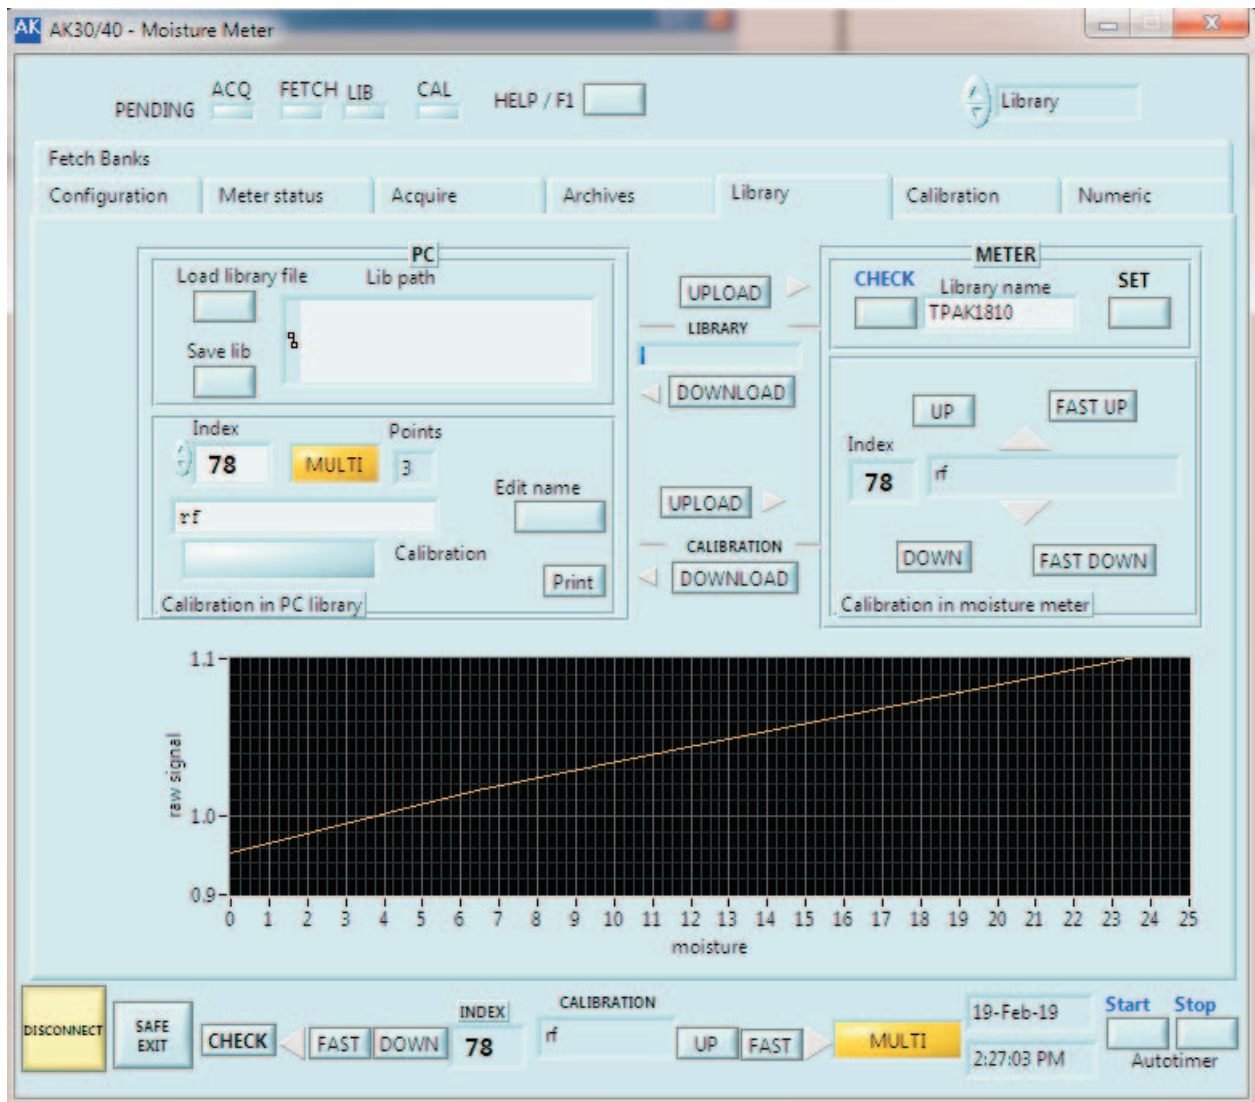 AK AK30/40 - Moisture Meter
PENDING ACQ FETCH LIB CAL HELP / F1 Library
Fetch Banks
Configuration Meter status Acquire Archives Library Calibration Numeric
PC
Load library file Lib path
Save lib
Index Points
78 MULTI 3
Edit name
rf
Calibration
Print
Calibration in PC library
UPLOAD
LIBRARY
DOWNLOAD
UPLOAD
CALIBRATION
DOWNLOAD
METER
CHECK Library name SET
TPAK1810
UP FAST UP
Index
78 rf
DOWN FAST DOWN
Calibration in moisture meter
1.1
1.0
0.9
raw signal
0 1 2 3 4 5 6 7 8 9 10 11 12 13 14 15 16 17 18 19 20 21 22 23 24 25
moisture
DISCONNECT
SAFE
EXIT
CHECK FAST DOWN
INDEX
78
CALIBRATION
rf
UP FAST
MULTI
19-Feb-19
2:27:03 PM
Start Stop
Autotimer